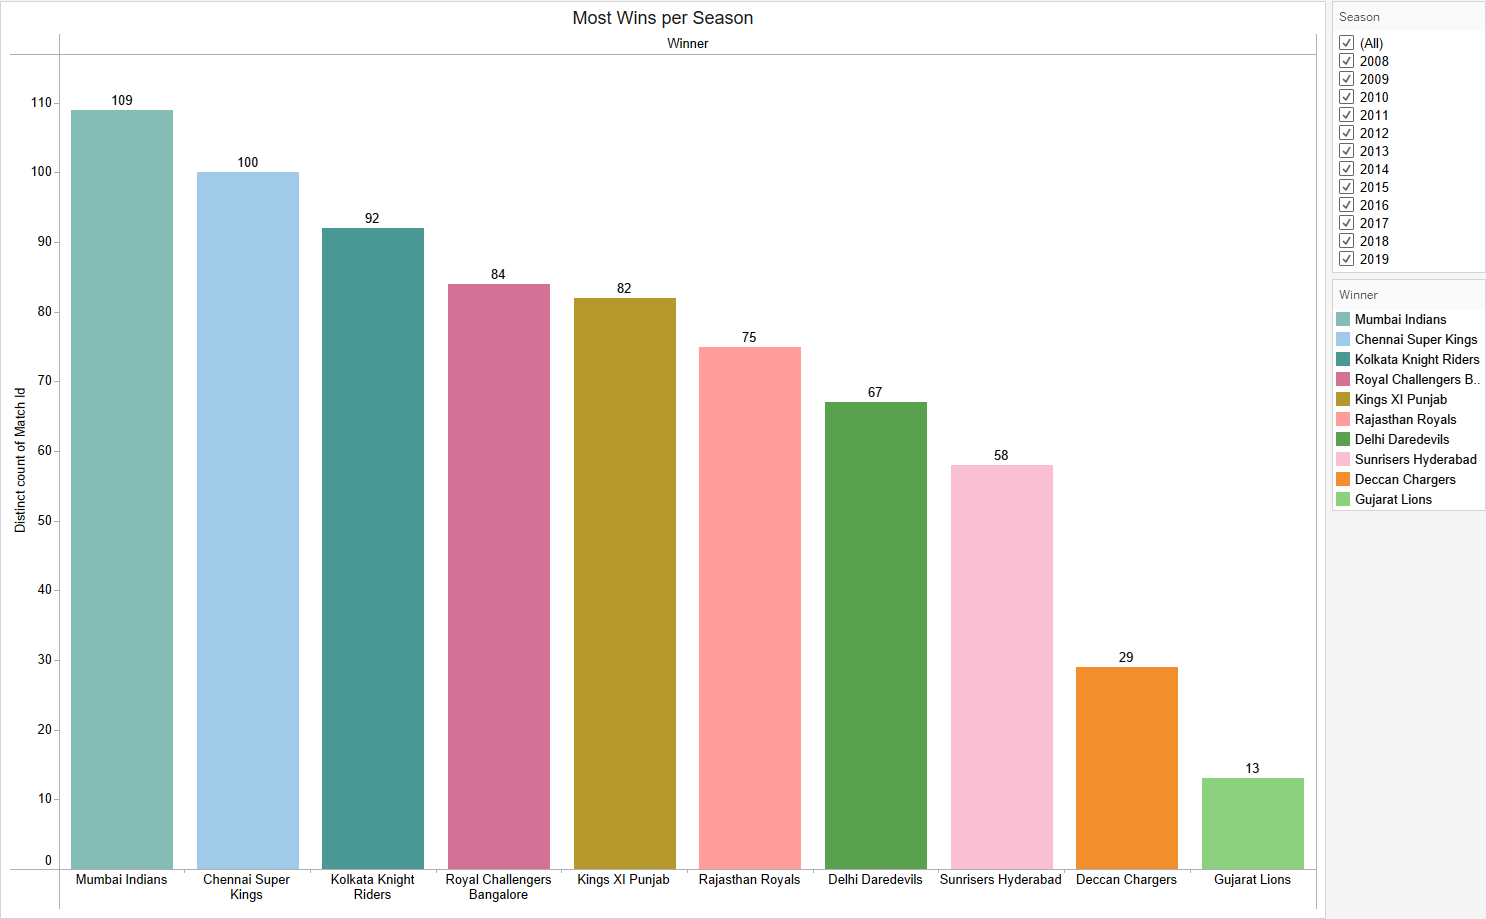 Most Wins per Season
Winner
Distinct count of Match Id
110
100
90
80
70
60
50
40
30
20
10
0
109
100
92
84
82
75
67
58
29
13
Mumbai Indians
Chennai Super
Kings
Kolkata Knight
Riders
Royal Challengers
Bangalore
Kings XI Punjab
Rajasthan Royals
Delhi Daredevils
Sunrisers Hyderabad
Deccan Chargers
Gujarat Lions
Season
(All)
2008
2009
2010
2011
2012
2013
2014
2015
2016
2017
2018
2019
Winner
Mumbai Indians
Chennai Super Kings
Kolkata Knight Riders
Royal Challengers B..
Kings XI Punjab
Rajasthan Royals
Delhi Daredevils
Sunrisers Hyderabad
Deccan Chargers
Gujarat Lions